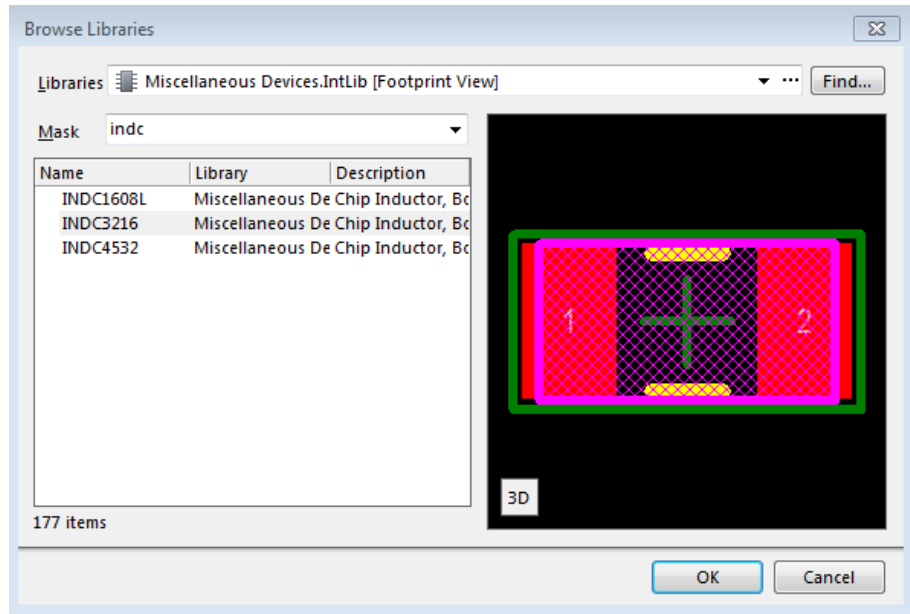 Browse Libraries
Libraries Miscellaneous Devices.IntLib [Footprint View] ... Find...
Mask indc
Name Library Description
INDC1608L Miscellaneous De Chip Inductor, Bc
INDC3216 Miscellaneous De Chip Inductor, Bc
INDC4532 Miscellaneous De Chip Inductor, Bc
1 2
3D
177 items
OK Cancel